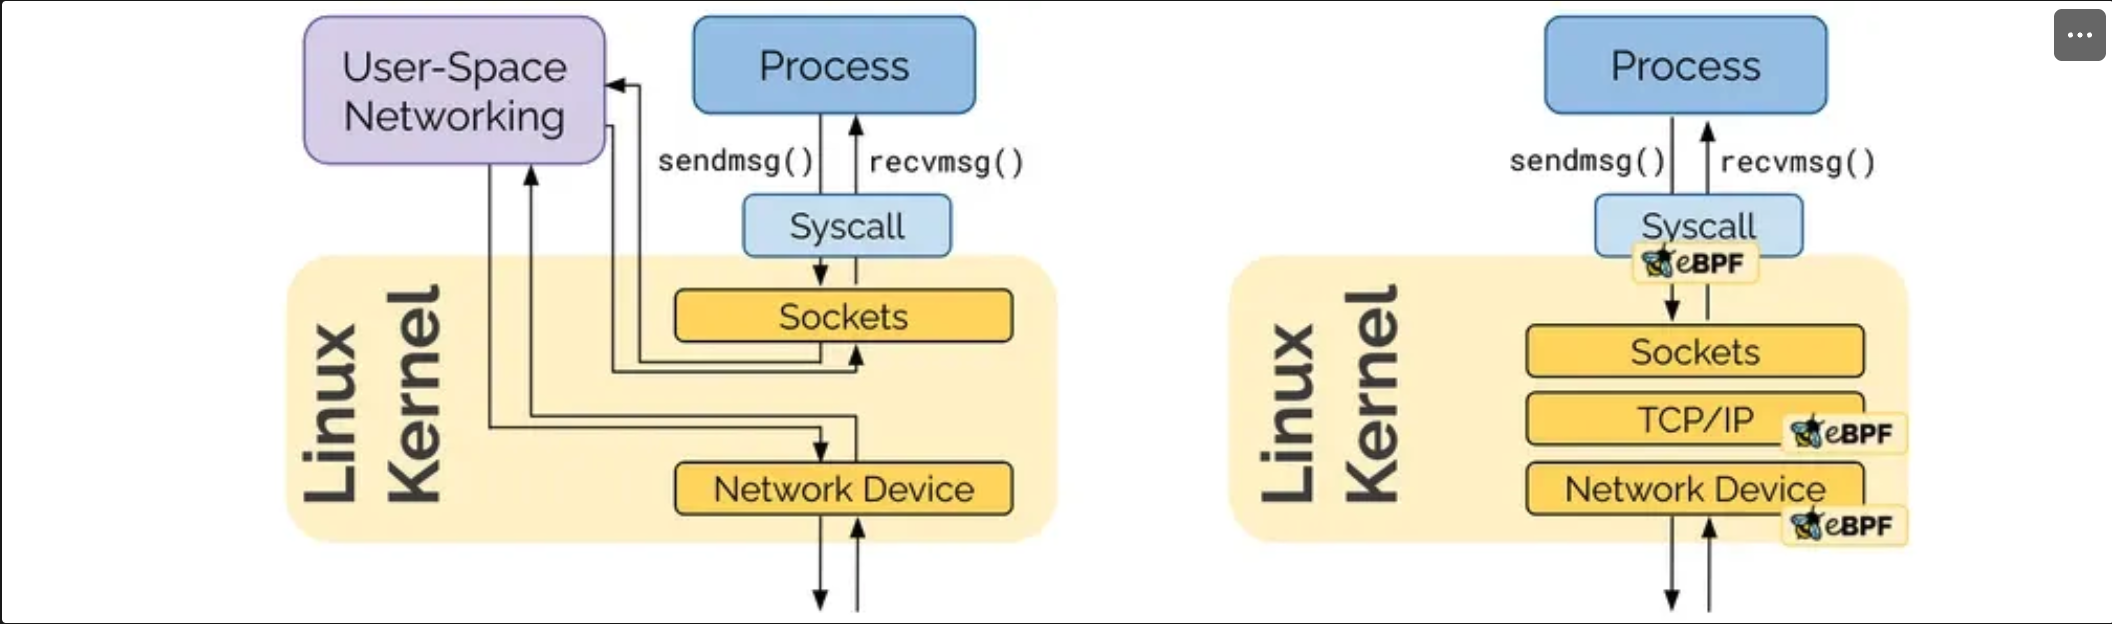 User-Space
Networking
Process
sendmsg()
recvmsg()
Syscall
Linux
Kernel
Sockets
Network Device
Process
sendmsg()
recvmsg()
Syscall
eBPF
Linux
Kernel
Sockets
TCP/IP
eBPF
Network Device
eBPF